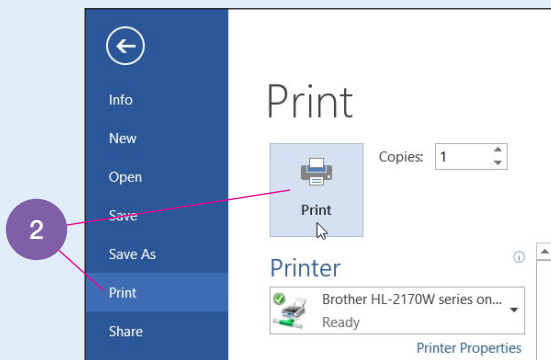 Info
New
Open
Save
Save As
Print
Share
2
Print
Print
Copies: 1
Printer
Brother HL-2170W series on...
Ready
Printer Properties